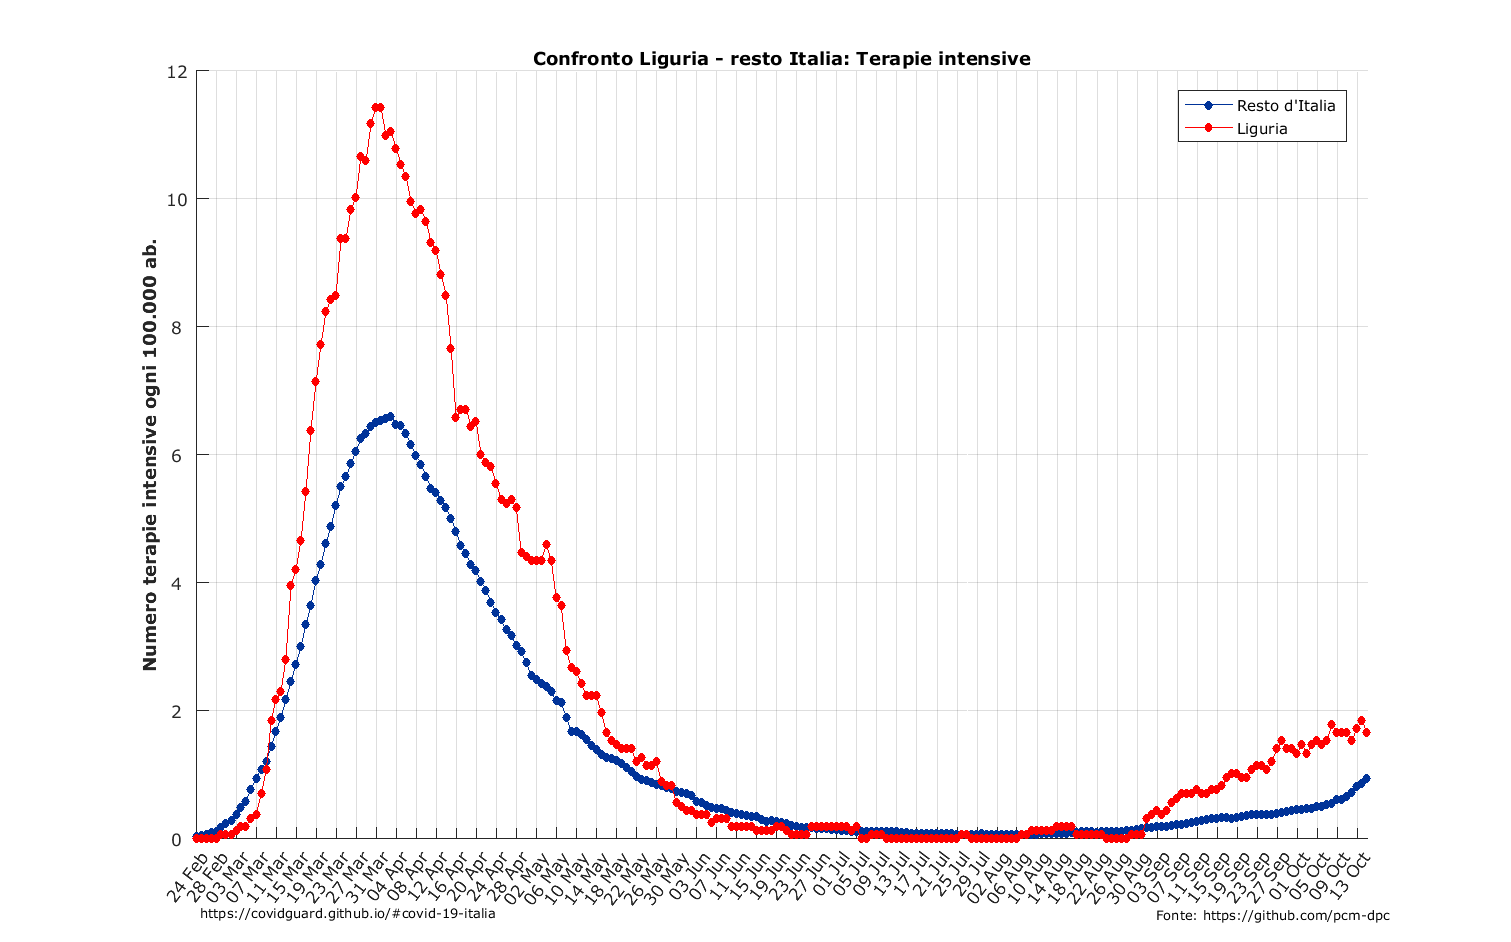 Confronto Liguria - resto Italia: Terapie intensive
Resto d'Italia
Liguria
Numero terapie intensive ogni 100.000 ab.
12
10
8
6
4
2
0
24 Feb
28 Feb
03 Mar
07 Mar
11 Mar
15 Mar
19 Mar
23 Mar
27 Mar
31 Mar
04 Apr
08 Apr
12 Apr
16 Apr
20 Apr
24 Apr
28 Apr
02 May
06 May
10 May
14 May
18 May
22 May
26 May
30 May
03 Jun
07 Jun
11 Jun
15 Jun
19 Jun
23 Jun
27 Jun
01 Jul
05 Jul
09 Jul
13 Jul
17 Jul
21 Jul
25 Jul
29 Jul
02 Aug
06 Aug
10 Aug
14 Aug
18 Aug
22 Aug
26 Aug
30 Aug
03 Sep
07 Sep
11 Sep
15 Sep
19 Sep
23 Sep
27 Sep
01 Oct
05 Oct
09 Oct
13 Oct
https://covidguard.github.io/#covid-19-italia
Fonte: https://github.com/pcm-dpc